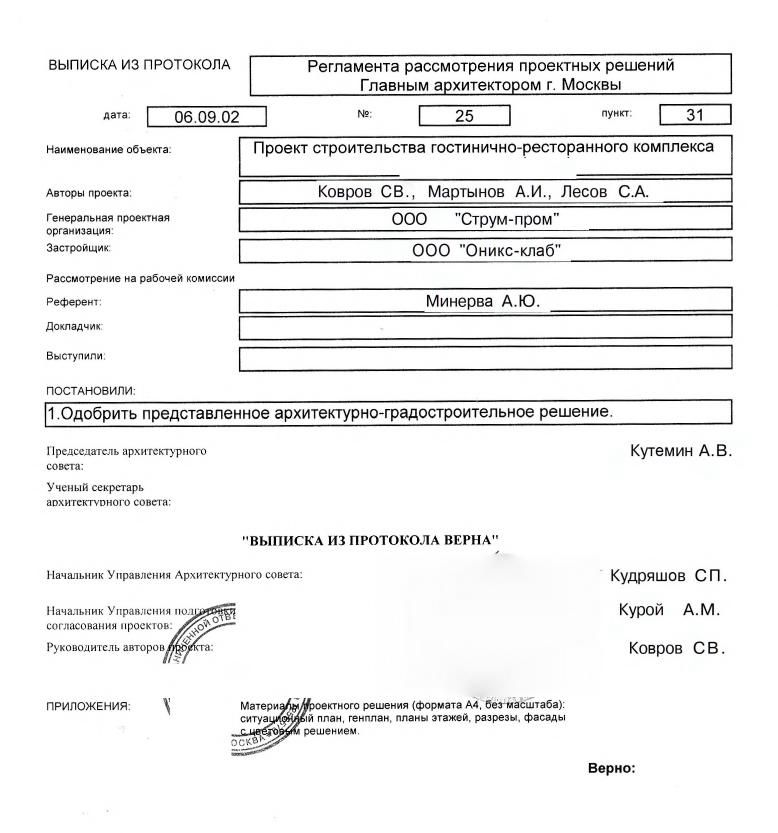 ВЫПИСКА ИЗ ПРОТОКОЛА
Регламента рассмотрения проектных решений
Главным архитектором г. Москвы
дата: 06.09.02 №: 25 пункт: 31
Наименование объекта: Проект строительства гостинично-ресторанного комплекса
Авторы проекта: Ковров СВ., Мартынов А.И., Лесов С.А.
Генеральная проектная
организация:
ООО "Струм-пром"
Застройщик: ООО "Оникс-клаб"
Рассмотрение на рабочей комиссии
Референт: Минерва А.Ю.
Докладчик:
Выступили:
ПОСТАНОВИЛИ:
1.Одобрить представленное архитектурно-градостроительное решение.
Председатель архитектурного
совета:
Кутемин А.В.
Ученый секретарь
архитектурного совета:
"ВЫПИСКА ИЗ ПРОТОКОЛА ВЕРНА"
Начальник Управления Архитектурного совета: Кудряшов СП.
Начальник Управления подготовки
согласования проектов:
Курой А.М.
Руководитель авторов проекта: Ковров СВ.
ПРИЛОЖЕНИЯ: Материалы проектного решения (формата А4, без масштаба):
ситуационный план, генплан, планы этажей, разрезы, фасады
с цветовым решением.
Верно: